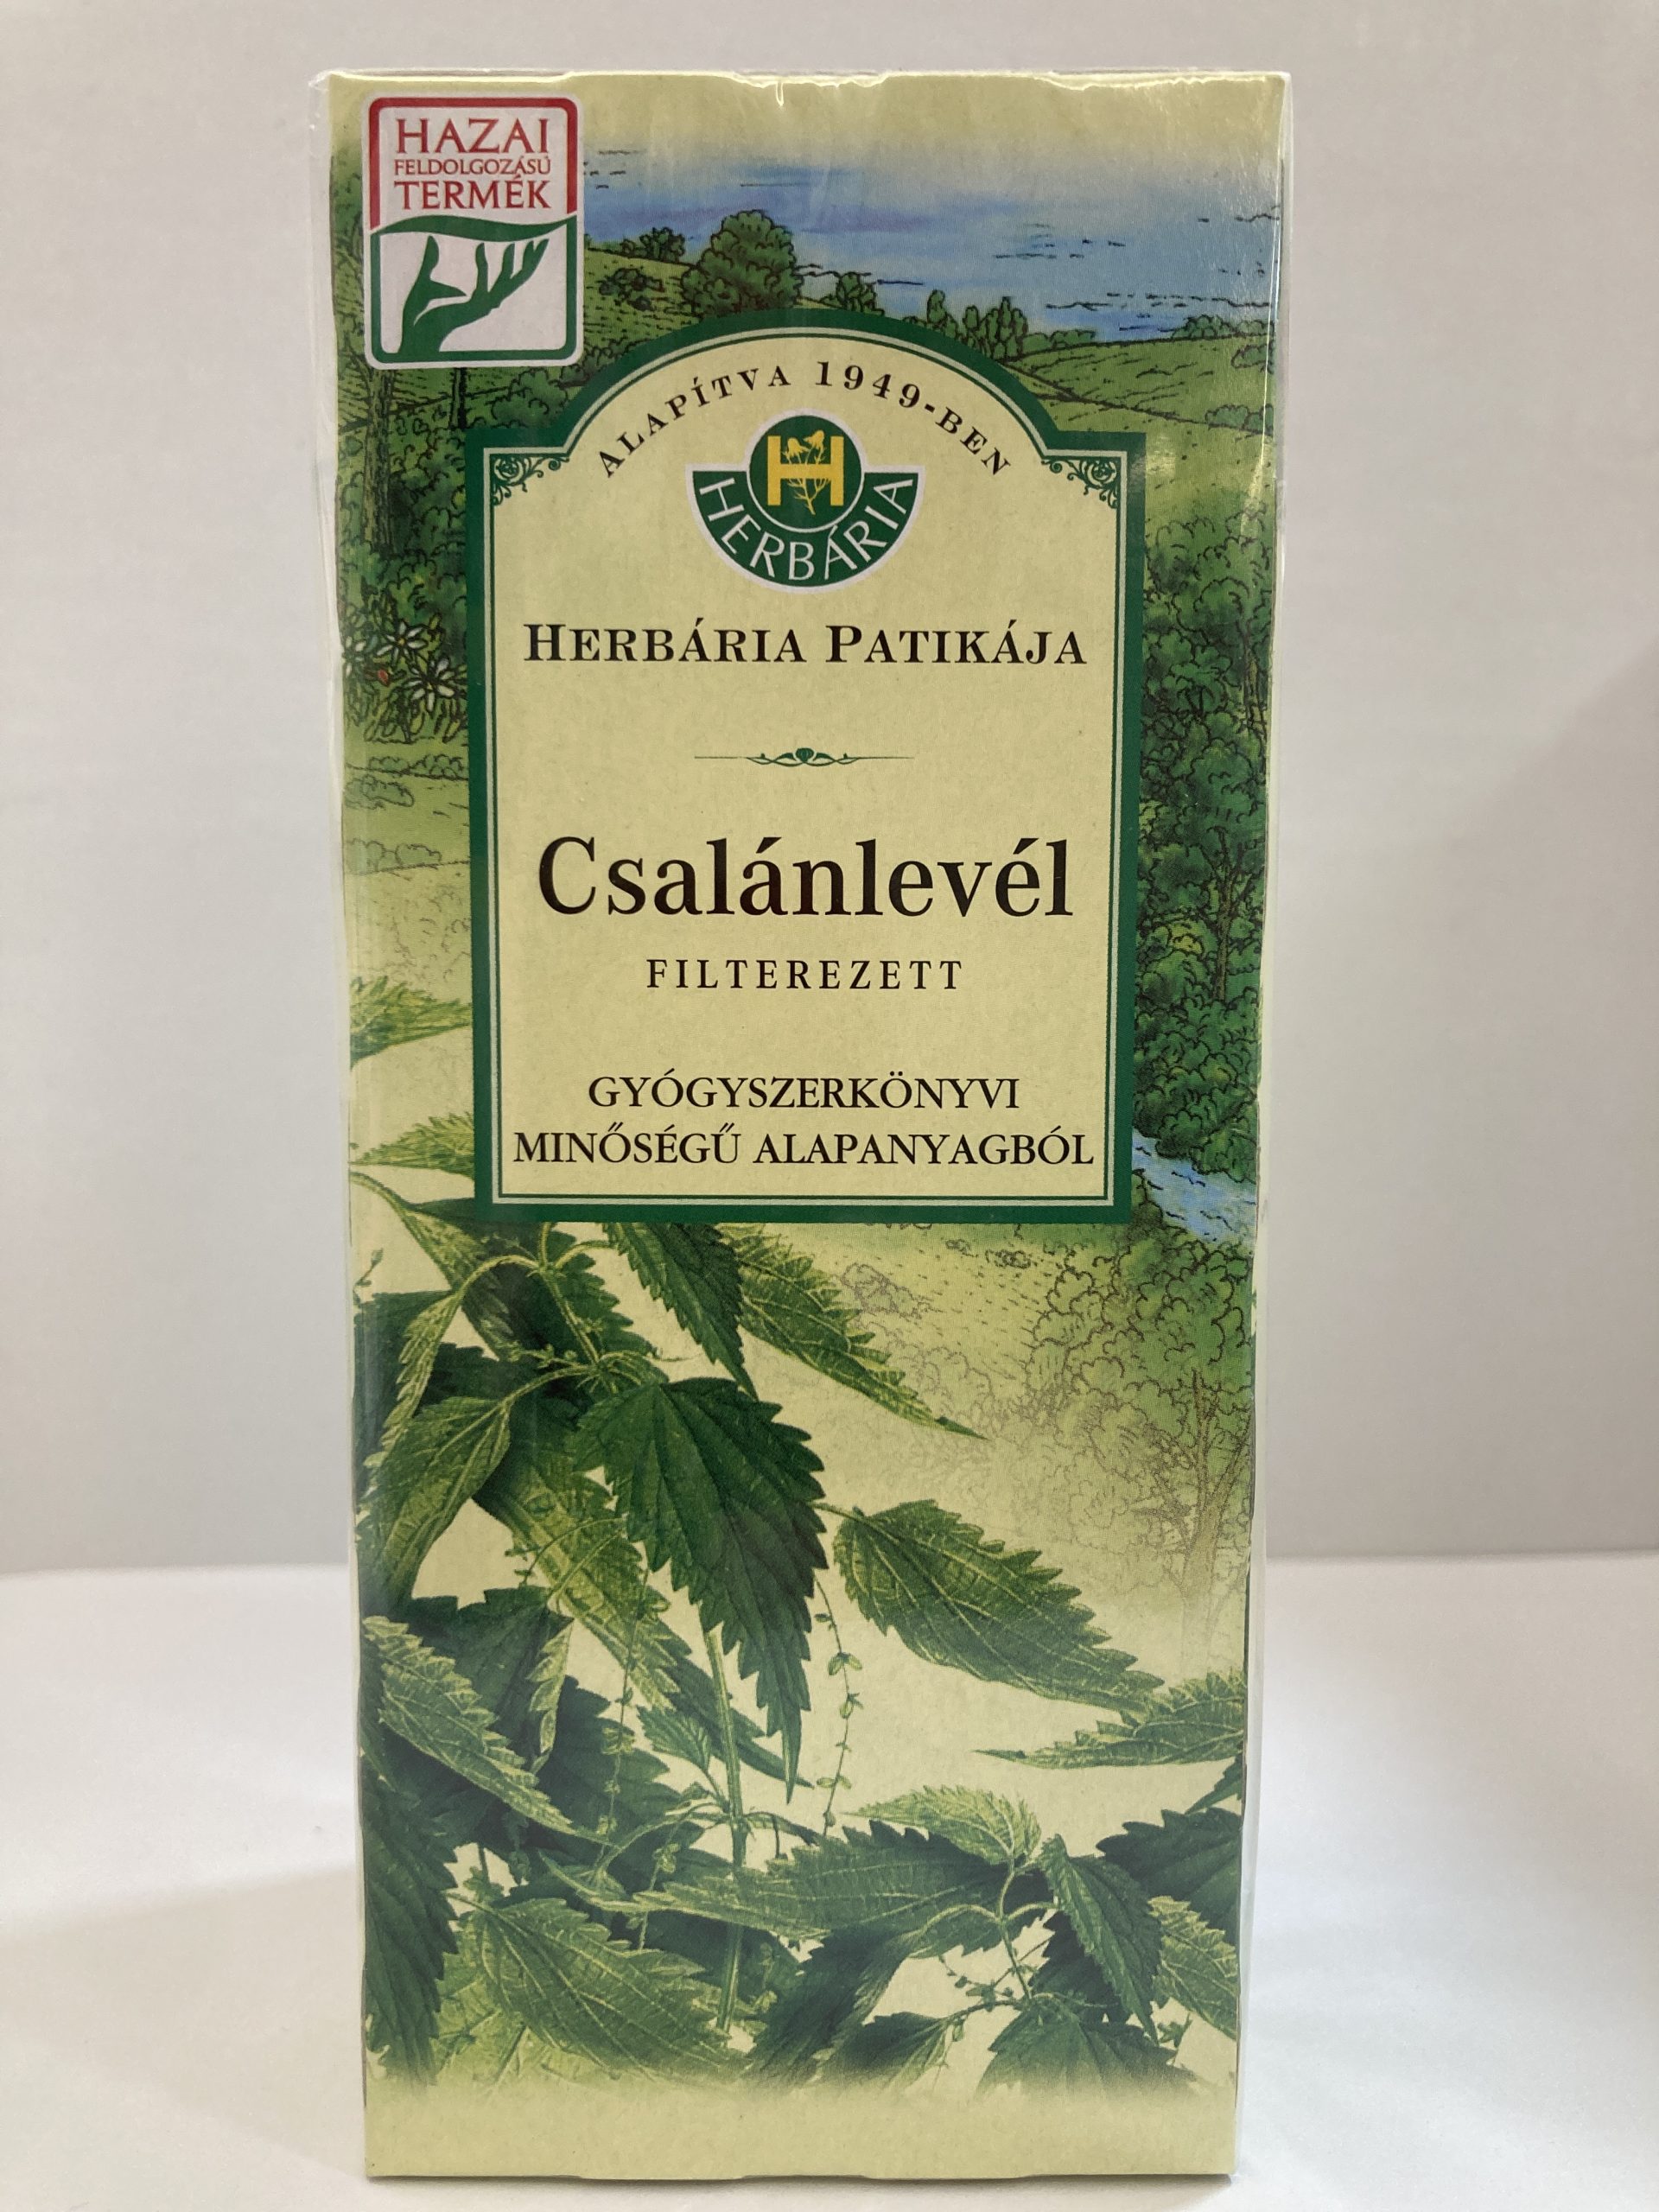 HAZAI
FELDOLGOZÁSÚ
TERMÉK
ALAPÍTVA 1949-BEN
H
HERBÁRIA
HERBÁRIA PATIKÁJA
Csalánlevél
FILTEREZETT
GYÓGYSZERKÖNYVI
MINŐSÉGŰ ALAPANYAGBÓL